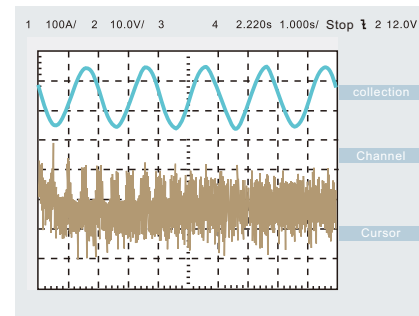 1 100A/ 2 10.0V/ 3 4 2.220s 1.000s/ Stop 2 12.0V
collection
Channel
Cursor